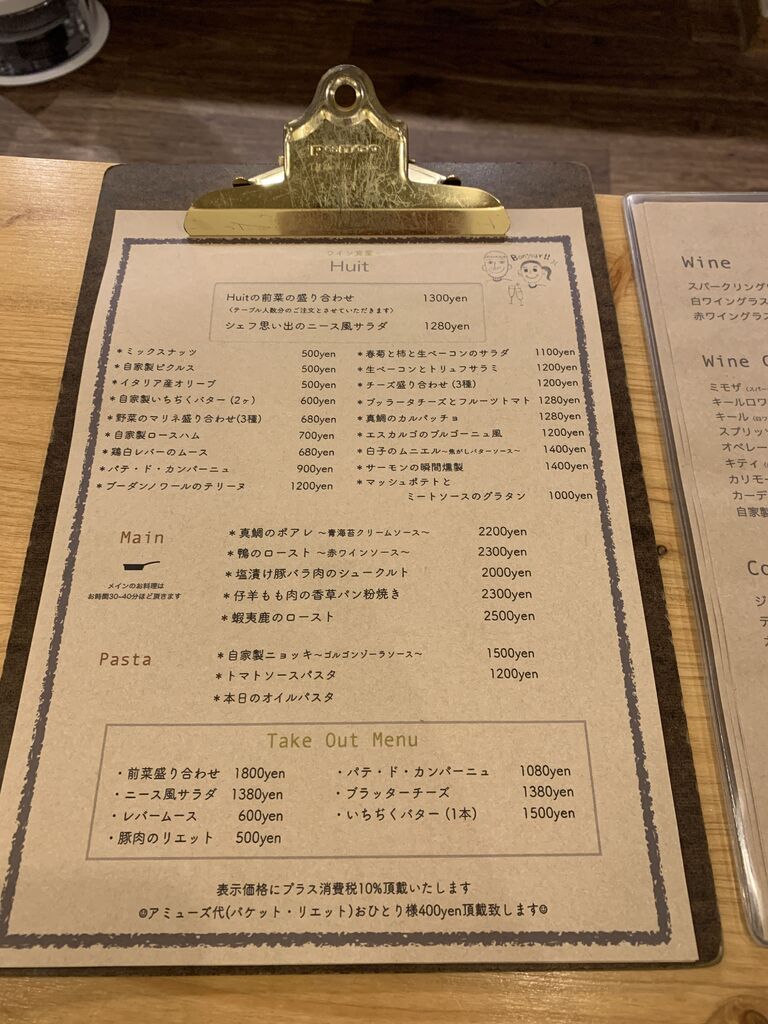 ワイン食堂
Huit
Bonjour!!
Huitの前菜の盛り合わせ 1300yen
(テーブル人数分のご注文とさせていただきます)
シェフ思い出のニース風サラダ 1280yen
*ミックスナッツ 500yen
*自家製ピクルス 500yen
*イタリア産オリーブ 500yen
*自家製いちぢくバター(2ヶ) 600yen
*野菜のマリネ盛り合わせ(3種) 680yen
*自家製ロースハム 700yen
*鶏白レバーのムース 680yen
*パテ・ド・カンパーニュ 900yen
*ブーダンノワールのテリーヌ 1200yen
*春菊と柿と生ベーコンのサラダ 1100yen
*生ベーコンとトリュフサラミ 1200yen
*チーズ盛り合わせ(3種) 1200yen
*ブッラータチーズとフルーツトマト 1280yen
*真鯛のカルパッチョ 1280yen
*エスカルゴのブルゴーニュ風 1200yen
*白子のムニエル~焦がしバターソース~ 1400yen
*サーモンの瞬間燻製 1400yen
*マッシュポテトと
ミートソースのグラタン 1000yen
Main
メインのお料理は
お時間30-40分ほど頂きます
*真鯛のポアレ ~青海苔クリームソース~ 2200yen
*鴨のロースト ~赤ワインソース~ 2300yen
*塩漬け豚バラ肉のシュークルト 2000yen
*仔羊もも肉の香草パン粉焼き 2300yen
*蝦夷鹿のロースト 2500yen
Pasta
*自家製ニョッキ~ゴルゴンゾーラソース~ 1500yen
*トマトソースパスタ 1200yen
*本日のオイルパスタ
Take Out Menu
・前菜盛り合わせ 1800yen
・ニース風サラダ 1380yen
・レバームース 600yen
・豚肉のリエット 500yen
・パテ・ド・カンパーニュ 1080yen
・ブラッターチーズ 1380yen
・いちぢくバター(1本) 1500yen
表示価格にプラス消費税10%頂戴いたします
☺アミューズ代(バケット・リエット)おひとり様400yen頂戴致します☺
Wine
スパークリング
白ワイングラス
赤ワイングラス
Wine C
ミモザ (スパー
キールロワ
キール (白ワ
スプリッツ
オペレー
キティ (
カリモー
カーデ
自家製
Co
ジ
デ